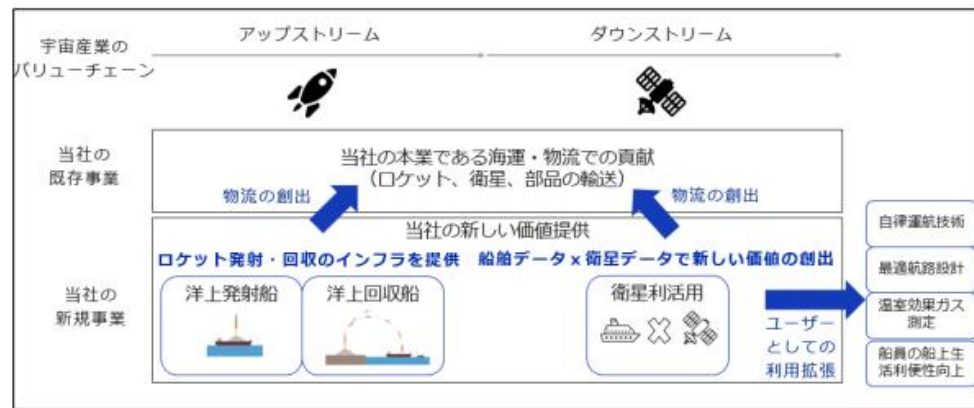 宇宙産業の
バリューチェーン
アップストリーム
ダウンストリーム
当社の
既存事業
当社の本業である海運・物流での貢献
（ロケット、衛星、部品の輸送）
物流の創出
物流の創出
当社の
新規事業
当社の新しい価値提供
ロケット発射・回収のインフラを提供
船舶データx衛星データで新しい価値の創出
洋上発射船
洋上回収船
衛星利活用
ユーザー
としての
利用拡張
自律運航技術
最適航路設計
温室効果ガス
測定
船員の船上生
活利便性向上